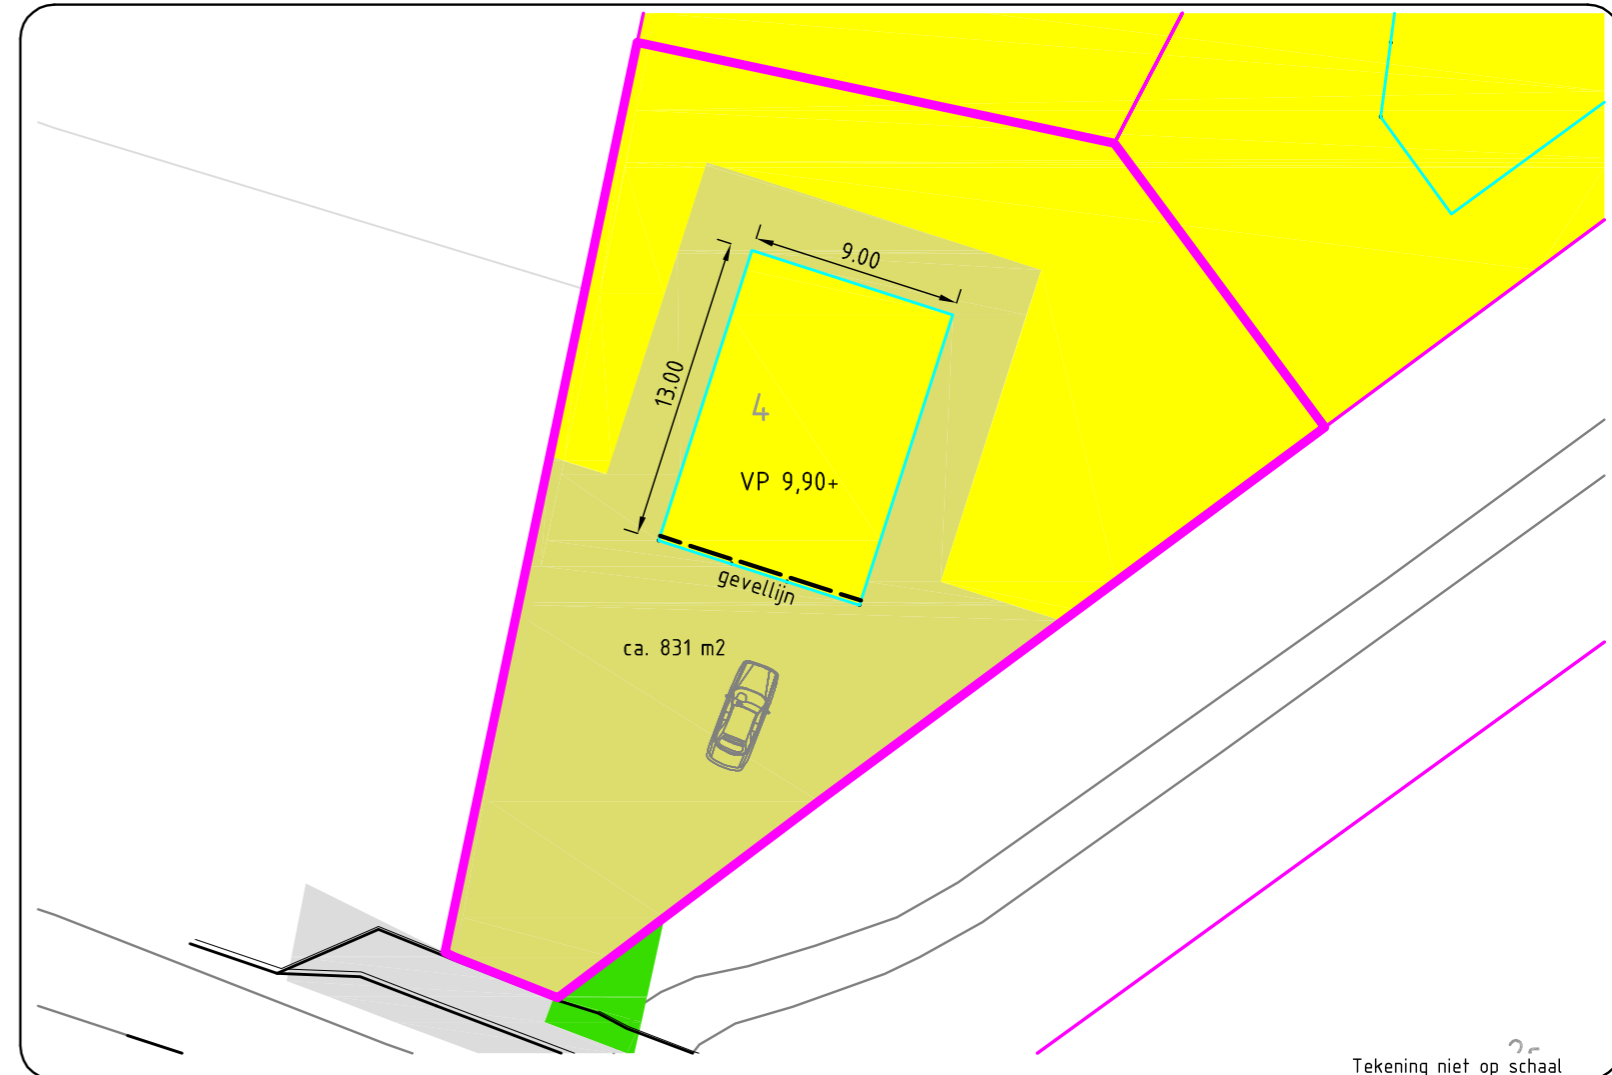 9.00
13.00
4
VP 9,90+
gevellijn
ca. 831 m2
Tekening niet op schaal